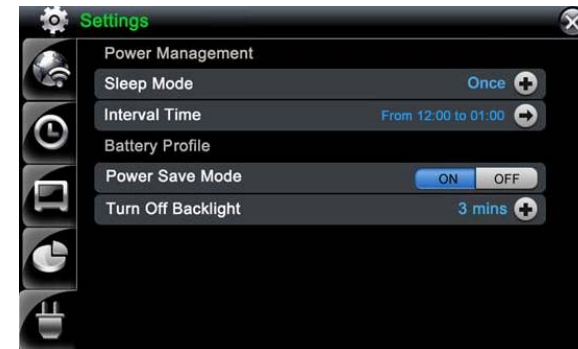 Settings
Power Management
Sleep Mode Once
Interval Time From 12:00 to 01:00
Battery Profile
Power Save Mode ON OFF
Turn Off Backlight 3 mins